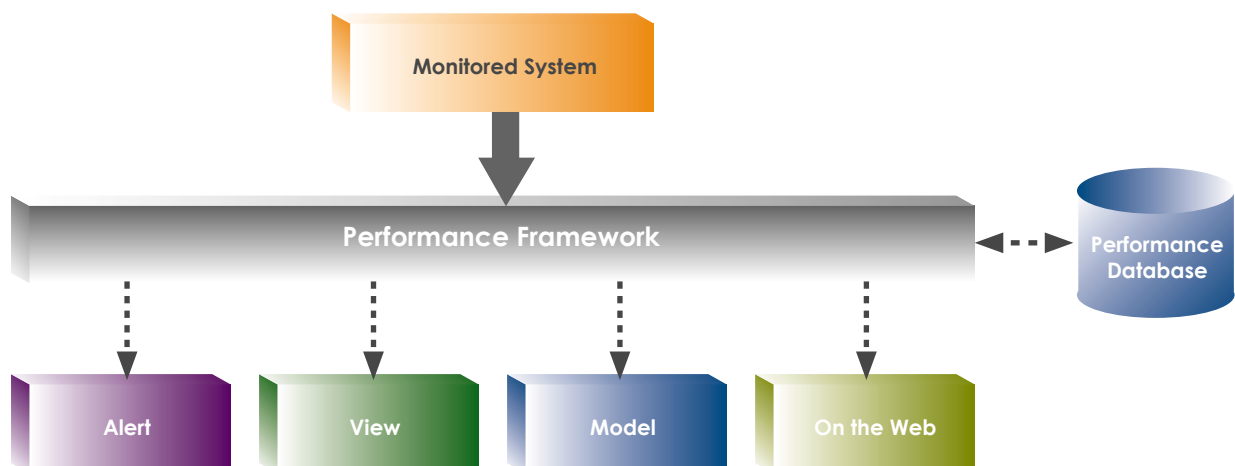 Monitored System
Performance Framework
Performance
Database
Alert
View
Model
On the Web